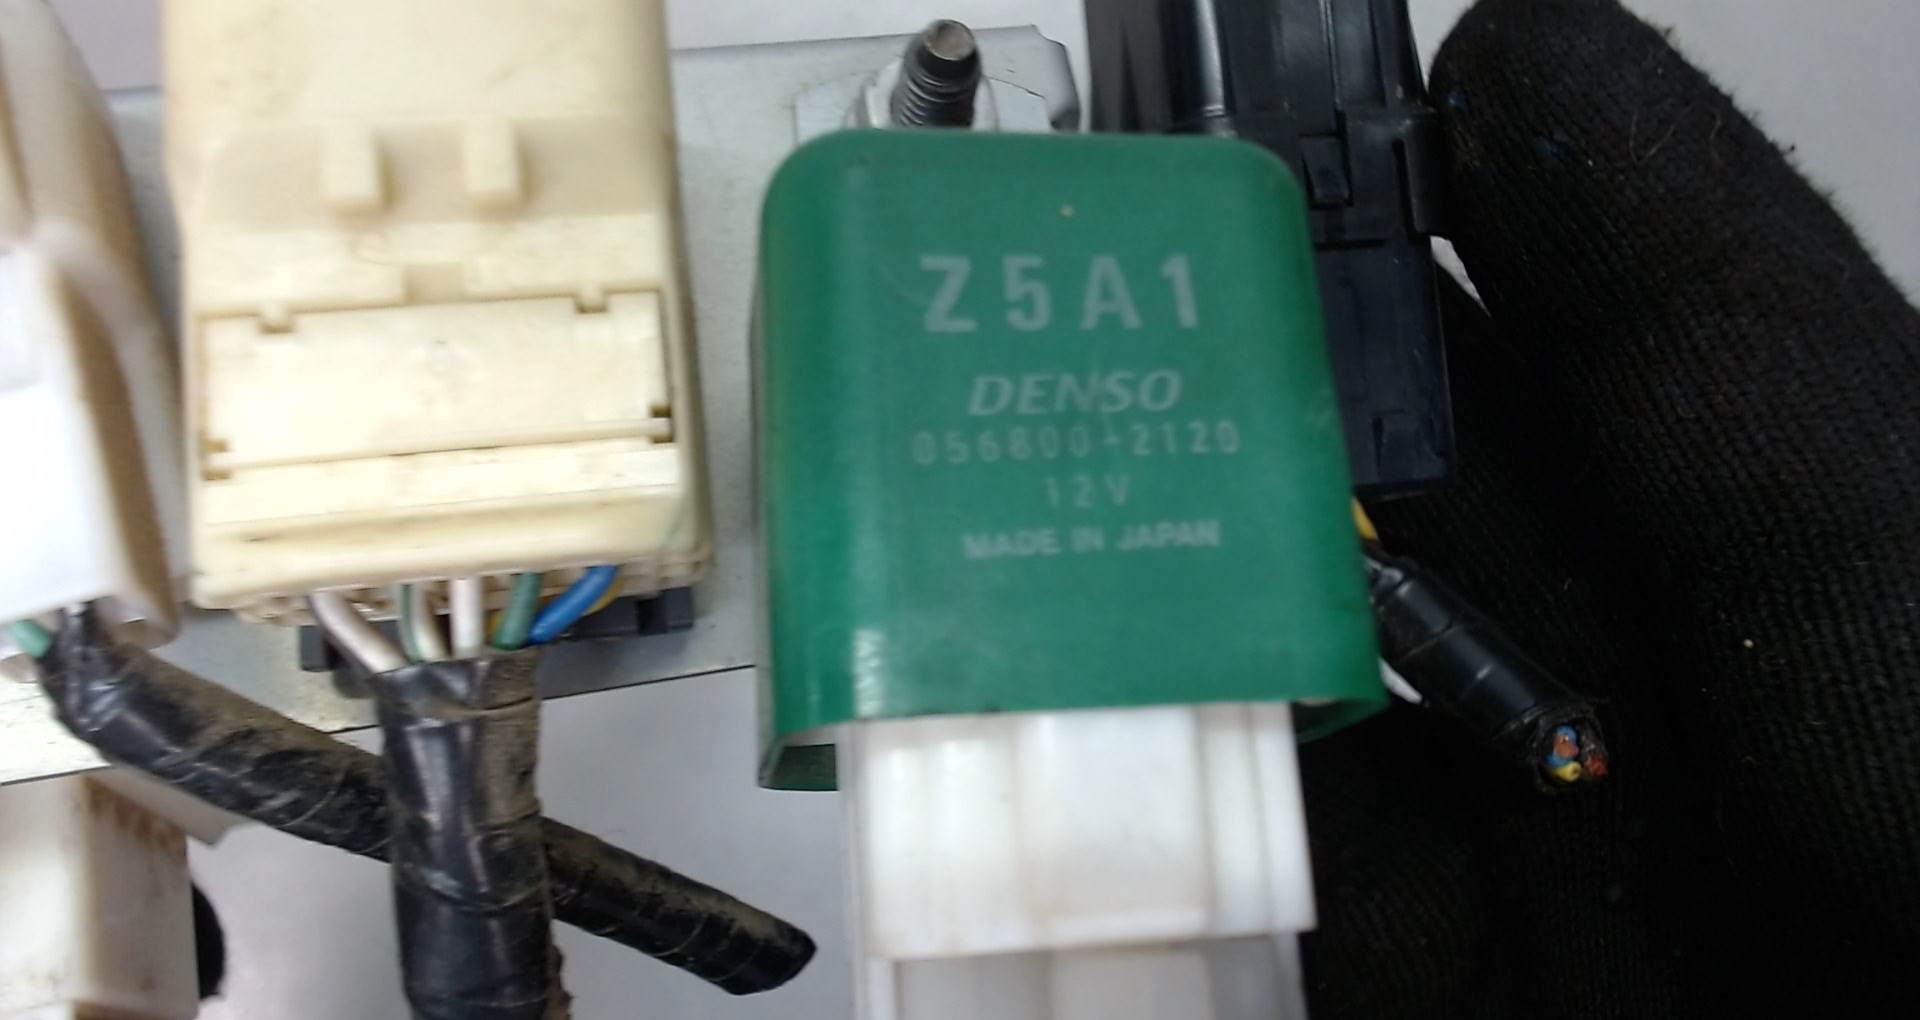 Z5A1
DENSO
056800-2120
12V
MADE IN JAPAN